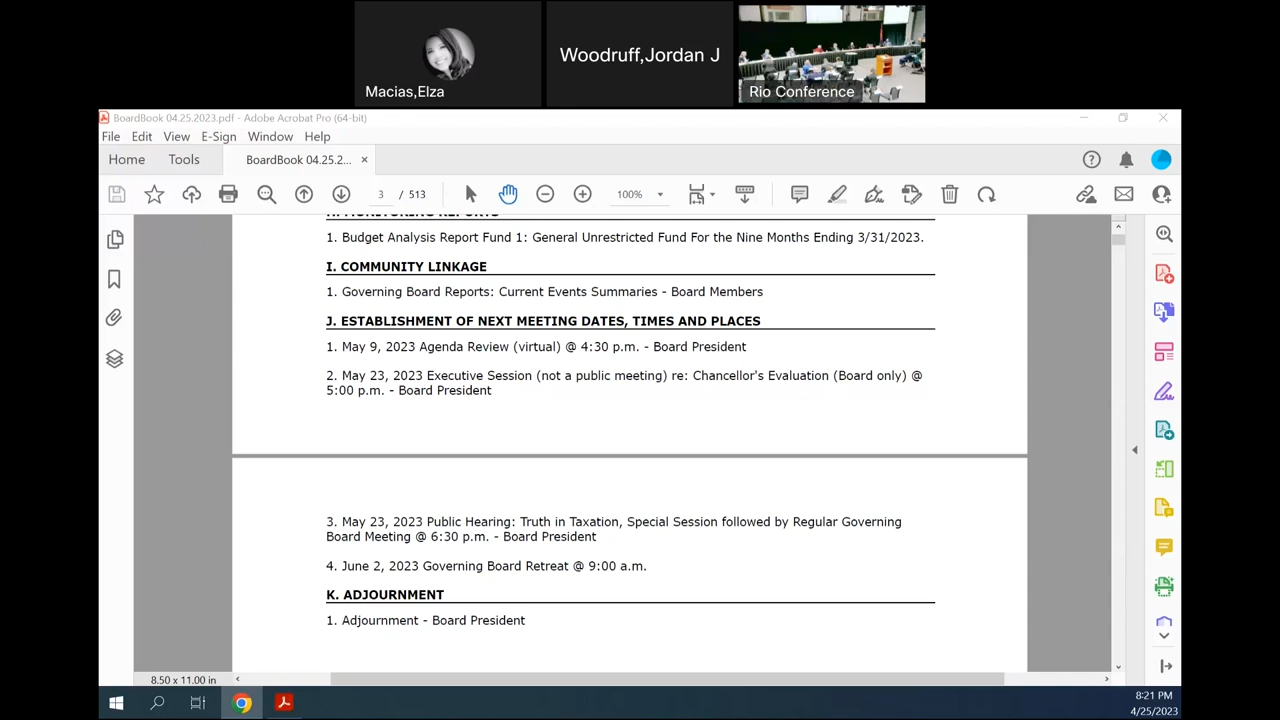 Macias,Elza
Woodruff,Jordan J
Rio Conference
BoardBook 04.25.2023.pdf - Adobe Acrobat Pro (64-bit)
File Edit View E-Sign Window Help
Home Tools BoardBook 04.25.2... ×
3 / 513 100%
H. MONITORING REPORTS
1. Budget Analysis Report Fund 1: General Unrestricted Fund For the Nine Months Ending 3/31/2023.
I. COMMUNITY LINKAGE
1. Governing Board Reports: Current Events Summaries - Board Members
J. ESTABLISHMENT OF NEXT MEETING DATES, TIMES AND PLACES
1. May 9, 2023 Agenda Review (virtual) @ 4:30 p.m. - Board President
2. May 23, 2023 Executive Session (not a public meeting) re: Chancellor's Evaluation (Board only) @
5:00 p.m. - Board President
3. May 23, 2023 Public Hearing: Truth in Taxation, Special Session followed by Regular Governing
Board Meeting @ 6:30 p.m. - Board President
4. June 2, 2023 Governing Board Retreat @ 9:00 a.m.
K. ADJOURNMENT
1. Adjournment - Board President
8.50 x 11.00 in
8:21 PM
4/25/2023